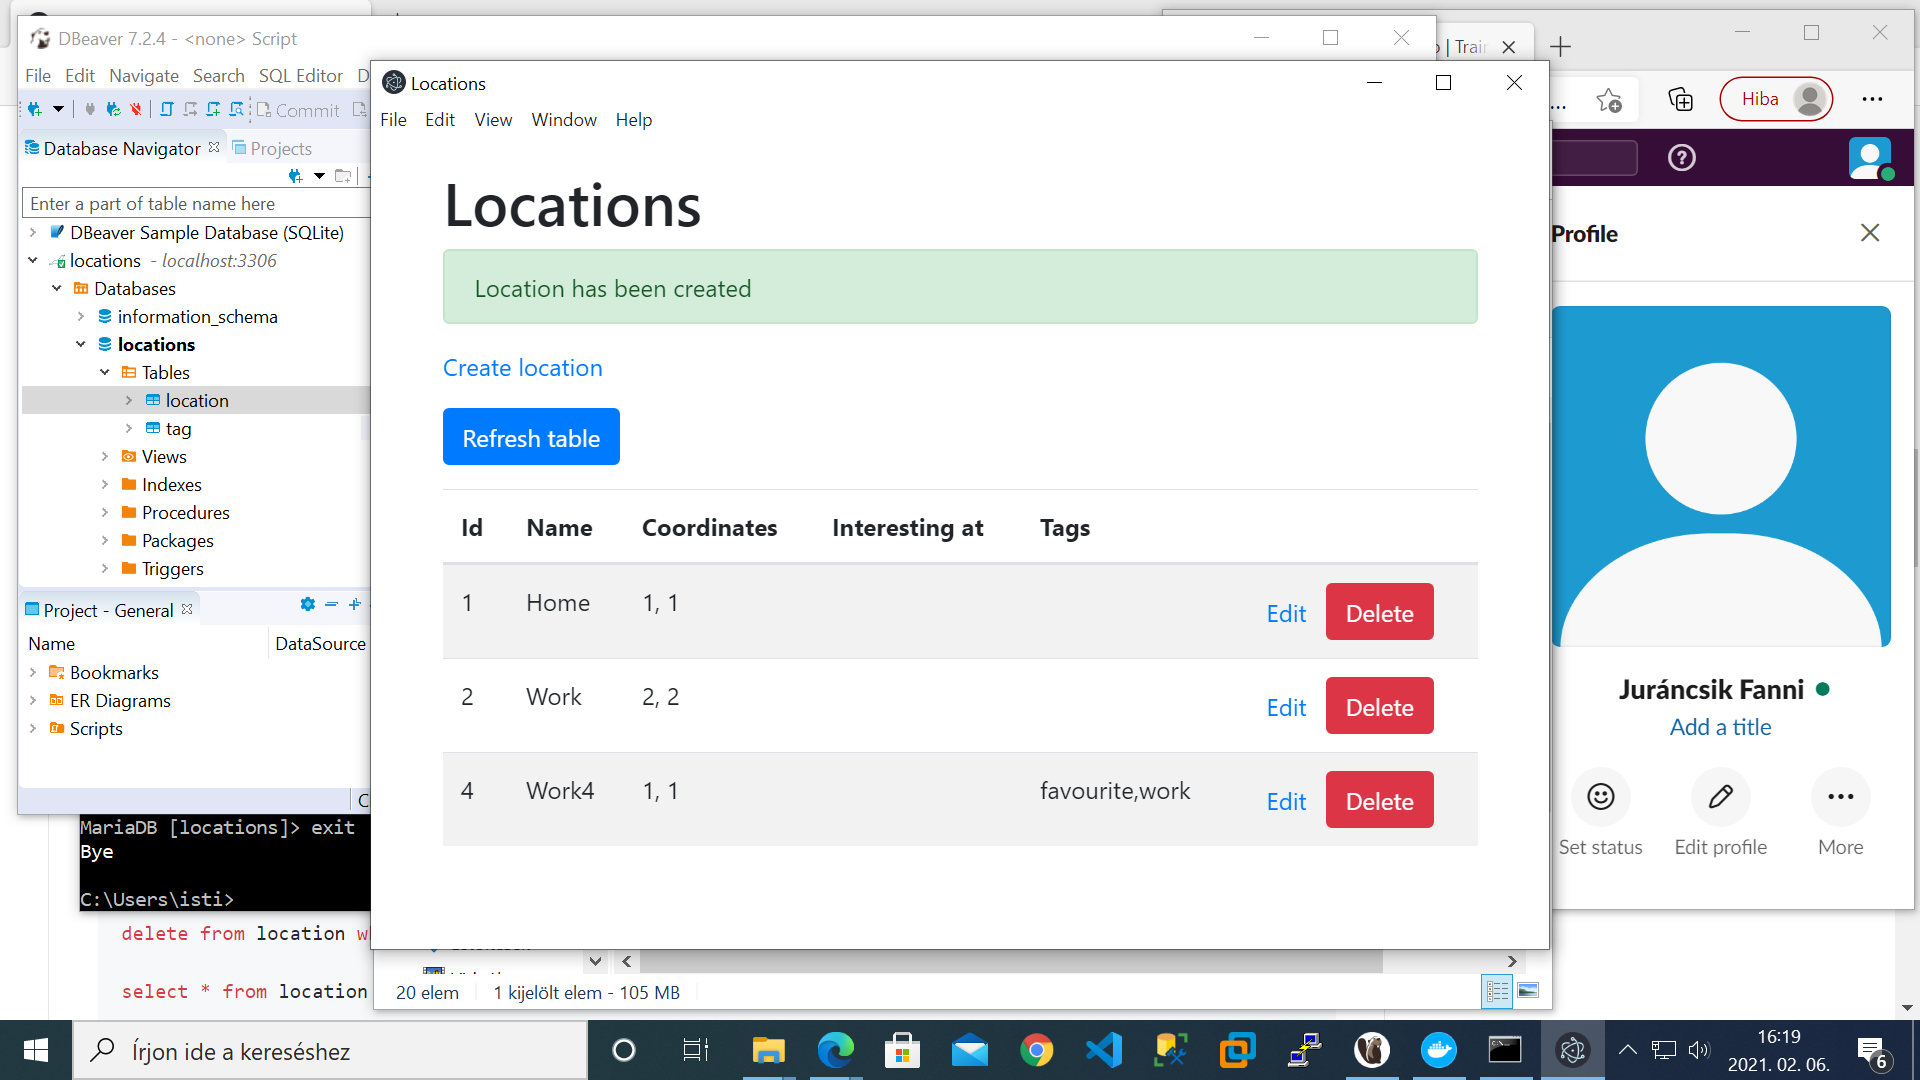 DBeaver 7.2.4 - <none> Script
File Edit Navigate Search SQL Editor
Commit
Database Navigator
Projects
Enter a part of table name here
DBeaver Sample Database (SQLite)
locations - localhost:3306
Databases
information_schema
locations
Tables
location
tag
Views
Indexes
Procedures
Packages
Triggers
Project - General
Name DataSource
Bookmarks
ER Diagrams
Scripts
MariaDB [locations]> exit
Bye
C:\Users\isti>
delete from location
select * from location
Locations
File Edit View Window Help
Locations
Location has been created
Create location
Refresh table
Id Name Coordinates Interesting at Tags
1 Home 1, 1 Edit Delete
2 Work 2, 2 Edit Delete
4 Work4 1, 1 favourite,work Edit Delete
20 elem 1 kijelölt elem - 105 MB
| Train
Hiba
Profile
Juráncsik Fanni
Add a title
Set status Edit profile More
Írjon ide a kereséshez
16:19
2021. 02. 06.
6